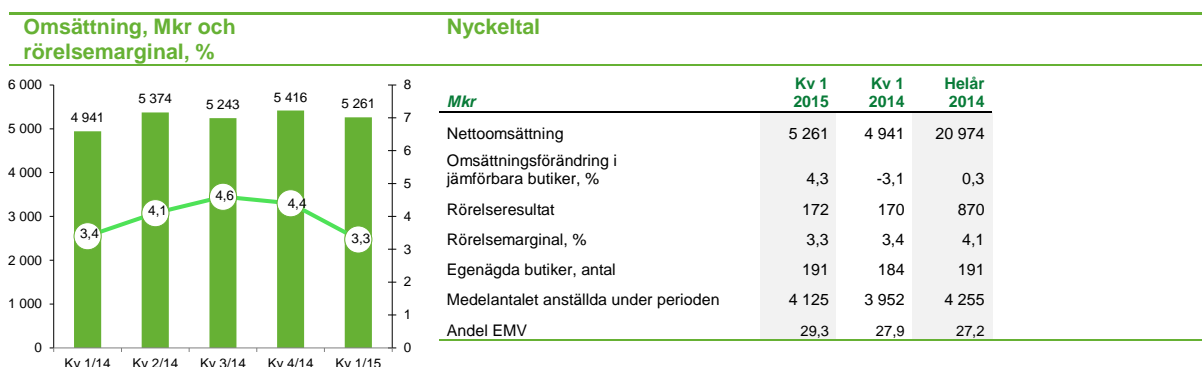 Omsättning, Mkr och
rörelsemarginal, %
6 000
5 000
4 000
3 000
2 000
1 000
0
8
7
6
5
4
3
2
1
0
4 941
5 374
5 243
5 416
5 261
3,4
4,1
4,6
4,4
3,3
Kv 1/14 Kv 2/14 Kv 3/14 Kv 4/14 Kv 1/15
Nyckeltal
Kv 1 Kv 1 Helår
Mkr 2015 2014 2014
Nettoomsättning 5 261 4 941 20 974
Omsättningsförändring i
jämförbara butiker, % 4,3 -3,1 0,3
Rörelseresultat 172 170 870
Rörelsemarginal, % 3,3 3,4 4,1
Egenägda butiker, antal 191 184 191
Medelantalet anställda under perioden 4 125 3 952 4 255
Andel EMV 29,3 27,9 27,2